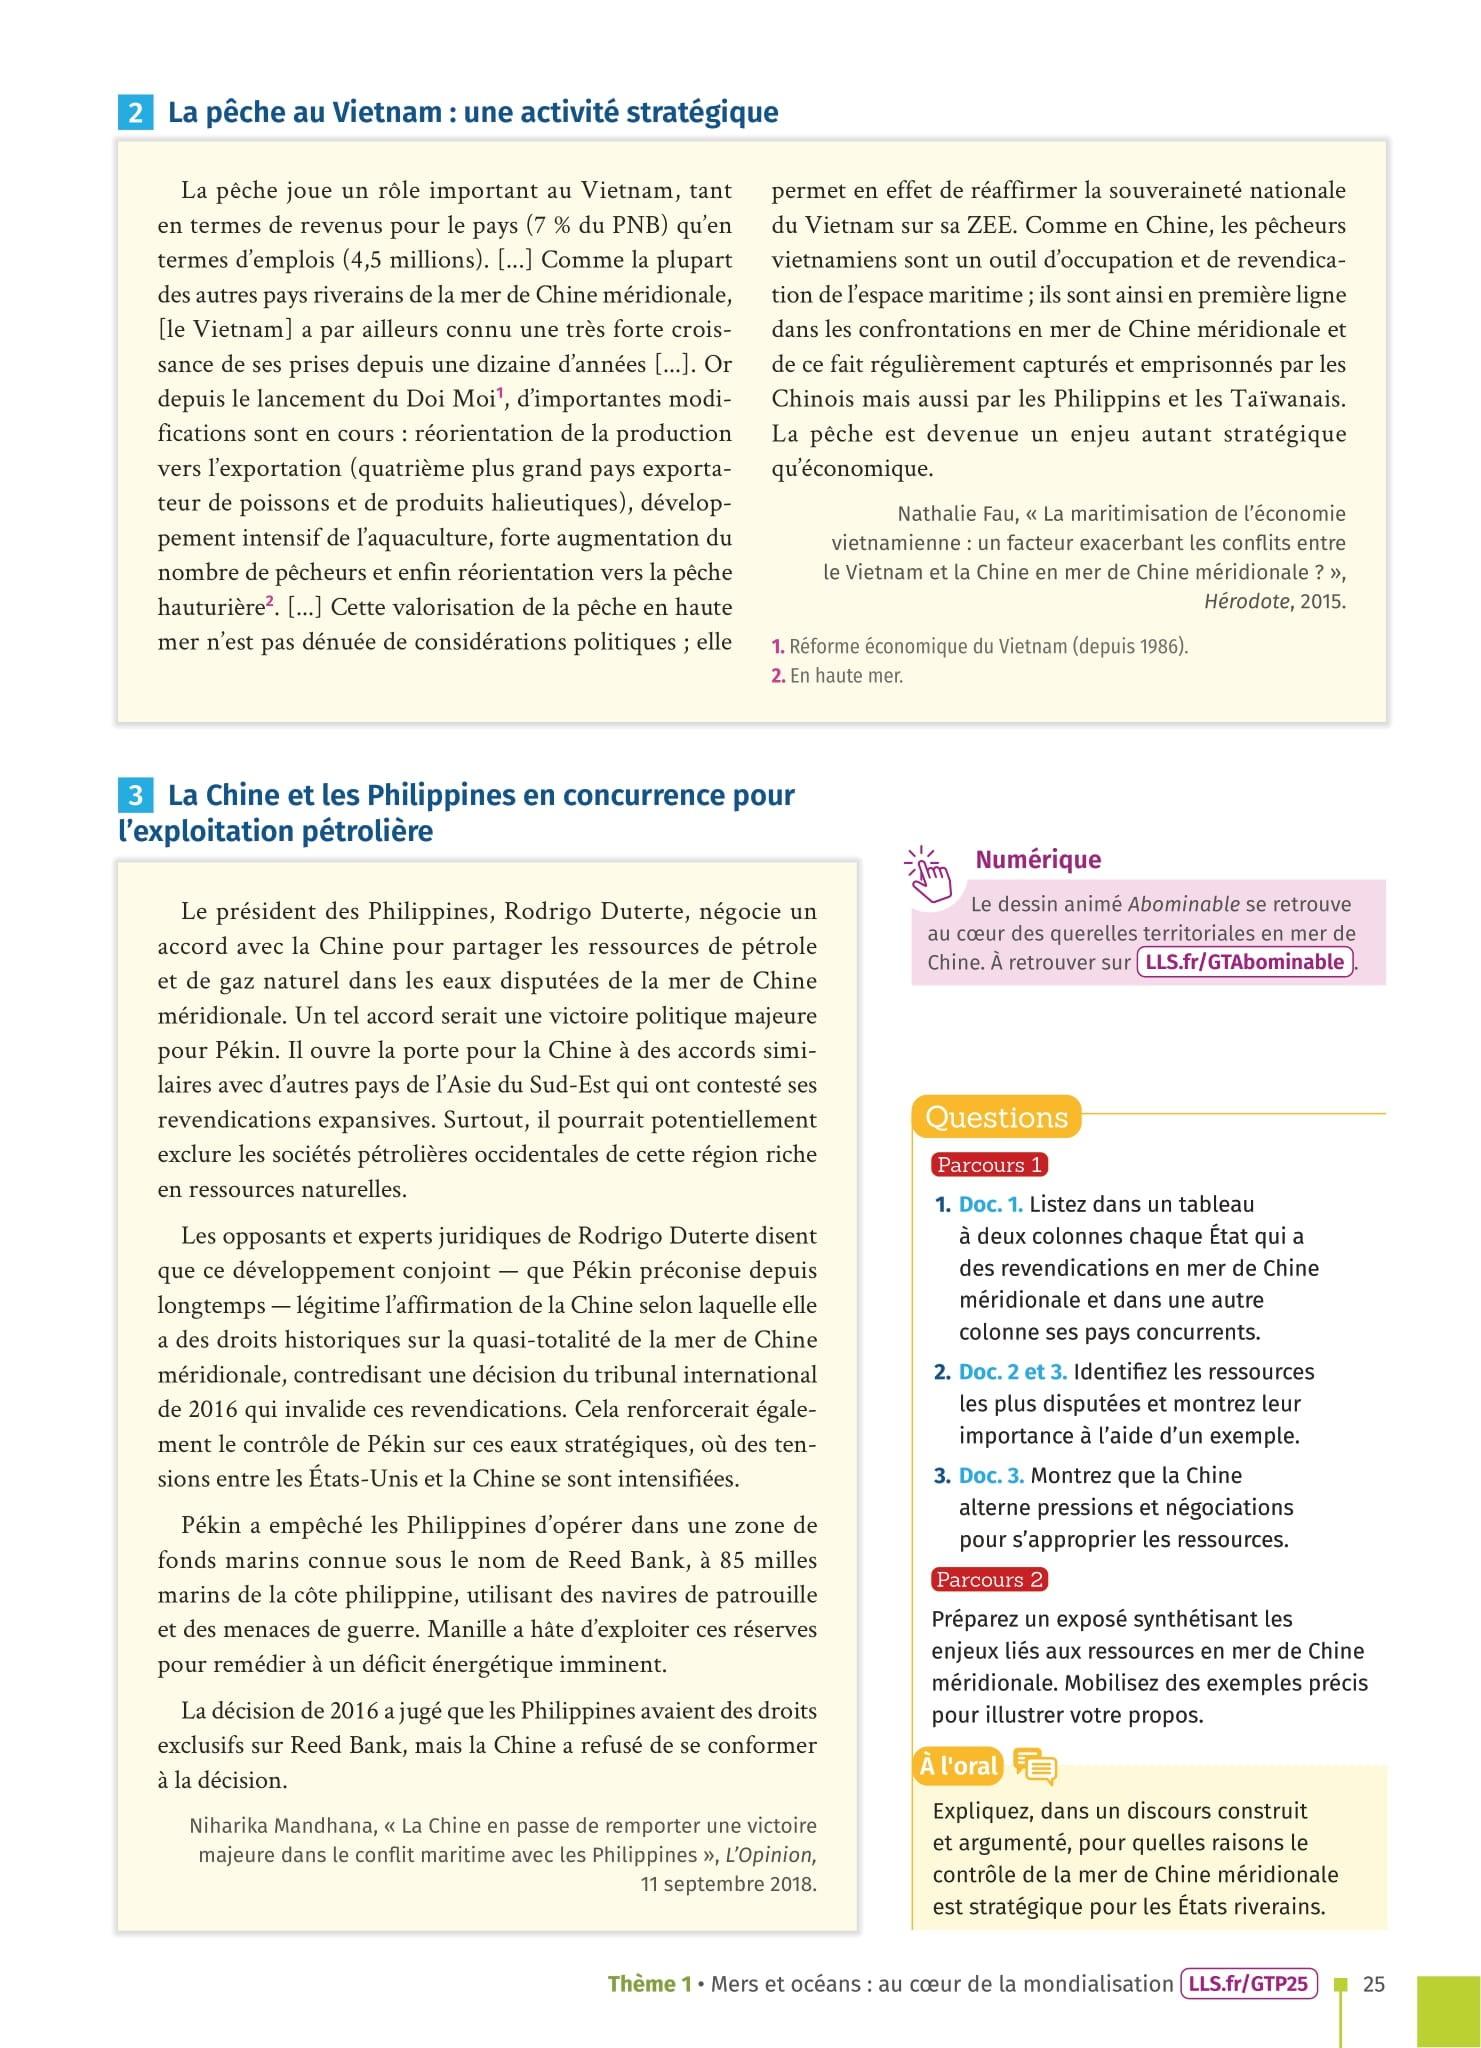 2 La pêche au Vietnam : une activité stratégique
La pêche joue un rôle important au Vietnam, tant
en termes de revenus pour le pays (7 % du PNB) qu’en
termes d’emplois (4,5 millions). [...] Comme la plupart
des autres pays riverains de la mer de Chine méridionale,
[le Vietnam] a par ailleurs connu une très forte crois-
sance de ses prises depuis une dizaine d’années [...]. Or
depuis le lancement du Doi Moi1, d’importantes modi-
fications sont en cours : réorientation de la production
vers l’exportation (quatrième plus grand pays exporta-
teur de poissons et de produits halieutiques), dévelop-
pement intensif de l’aquaculture, forte augmentation du
nombre de pêcheurs et enfin réorientation vers la pêche
hauturière2. [...] Cette valorisation de la pêche en haute
mer n’est pas dénuée de considérations politiques ; elle
permet en effet de réaffirmer la souveraineté nationale
du Vietnam sur sa ZEE. Comme en Chine, les pêcheurs
vietnamiens sont un outil d’occupation et de revendica-
tion de l’espace maritime ; ils sont ainsi en première ligne
dans les confrontations en mer de Chine méridionale et
de ce fait régulièrement capturés et emprisonnés par les
Chinois mais aussi par les Philippins et les Taïwanais.
La pêche est devenue un enjeu autant stratégique
qu’économique.
Nathalie Fau, « La maritimisation de l’économie
vietnamienne : un facteur exacerbant les conflits entre
le Vietnam et la Chine en mer de Chine méridionale ? »,
Hérodote, 2015.
1. Réforme économique du Vietnam (depuis 1986).
2. En haute mer.
3 La Chine et les Philippines en concurrence pour
l’exploitation pétrolière
Le président des Philippines, Rodrigo Duterte, négocie un
accord avec la Chine pour partager les ressources de pétrole
et de gaz naturel dans les eaux disputées de la mer de Chine
méridionale. Un tel accord serait une victoire politique majeure
pour Pékin. Il ouvre la porte pour la Chine à des accords simi-
laires avec d’autres pays de l’Asie du Sud-Est qui ont contesté ses
revendications expansives. Surtout, il pourrait potentiellement
exclure les sociétés pétrolières occidentales de cette région riche
en ressources naturelles.
Les opposants et experts juridiques de Rodrigo Duterte disent
que ce développement conjoint — que Pékin préconise depuis
longtemps — légitime l’affirmation de la Chine selon laquelle elle
a des droits historiques sur la quasi-totalité de la mer de Chine
méridionale, contredisant une décision du tribunal international
de 2016 qui invalide ces revendications. Cela renforcerait égale-
ment le contrôle de Pékin sur ces eaux stratégiques, où des ten-
sions entre les États-Unis et la Chine se sont intensifiées.
Pékin a empêché les Philippines d’opérer dans une zone de
fonds marins connue sous le nom de Reed Bank, à 85 milles
marins de la côte philippine, utilisant des navires de patrouille
et des menaces de guerre. Manille a hâte d’exploiter ces réserves
pour remédier à un déficit énergétique imminent.
La décision de 2016 a jugé que les Philippines avaient des droits
exclusifs sur Reed Bank, mais la Chine a refusé de se conformer
à la décision.
Niharika Mandhana, « La Chine en passe de remporter une victoire
majeure dans le conflit maritime avec les Philippines », L’Opinion,
11 septembre 2018.
Numérique
Le dessin animé Abominable se retrouve
au cœur des querelles territoriales en mer de
Chine. À retrouver sur LLS.fr/GTAbominable .
Questions
Parcours 1
1. Doc. 1. Listez dans un tableau
à deux colonnes chaque État qui a
des revendications en mer de Chine
méridionale et dans une autre
colonne ses pays concurrents.
2. Doc. 2 et 3. Identifiez les ressources
les plus disputées et montrez leur
importance à l’aide d’un exemple.
3. Doc. 3. Montrez que la Chine
alterne pressions et négociations
pour s’approprier les ressources.
Parcours 2
Préparez un exposé synthétisant les
enjeux liés aux ressources en mer de Chine
méridionale. Mobilisez des exemples précis
pour illustrer votre propos.
À l'oral
Expliquez, dans un discours construit
et argumenté, pour quelles raisons le
contrôle de la mer de Chine méridionale
est stratégique pour les États riverains.
Thème 1 • Mers et océans : au cœur de la mondialisation LLS.fr/GTP25 25